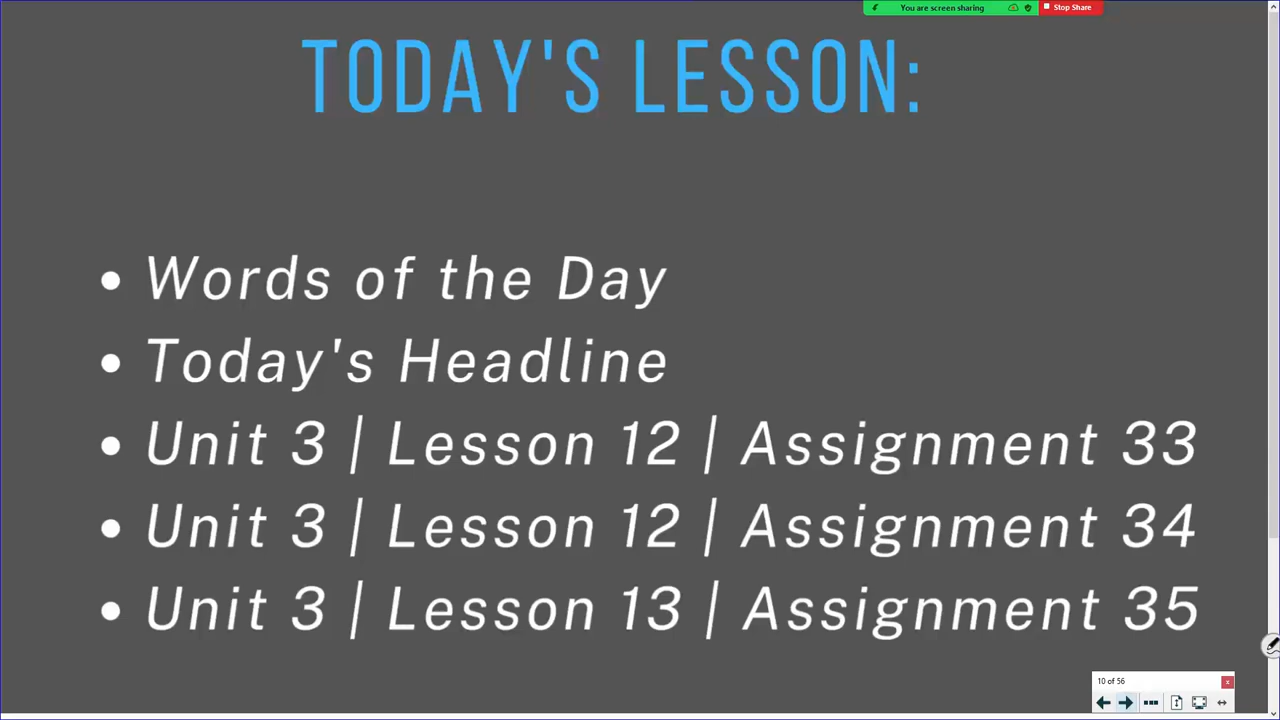 You are screen sharing
Stop Share
TODAY'S LESSON:
• Words of the Day
• Today's Headline
• Unit 3 | Lesson 12 | Assignment 33
• Unit 3 | Lesson 12 | Assignment 34
• Unit 3 | Lesson 13 | Assignment 35
10 of 56